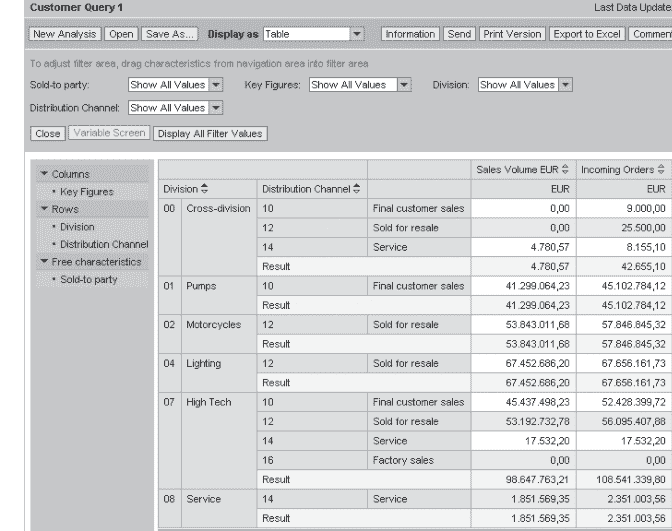 Customer Query 1 Last Data Update
New Analysis Open Save As... Display as Table Information Send Print Version Export to Excel Commen
To adjust filter area, drag characteristics from navigation area into filter area
Sold-to party: Show All Values Key Figures: Show All Values Division: Show All Values
Distribution Channel: Show All Values
Close Variable Screen Display All Filter Values
Columns Sales Volume EUR Incoming Orders
Key Figures Division Distribution Channel EUR EUR
Rows 00 Cross-division 10 Final customer sales 0,00 9.000,00
Division 12 Sold for resale 0,00 25.500,00
Distribution Channel 14 Service 4.780,57 8.155,10
Free characteristics Result 4.780,57 42.655,10
Sold-to party 01 Pumps 10 Final customer sales 41.299.064,23 45.102.784,12
Result 41.299.064,23 45.102.784,12
02 Motorcycles 12 Sold for resale 53.843.011,68 57.846.845,32
Result 53.843.011,68 57.846.845,32
04 Lighting 12 Sold for resale 67.452.686,20 67.656.161,73
Result 67.452.686,20 67.656.161,73
07 High Tech 10 Final customer sales 45.437.498,23 52.428.399,72
12 Sold for resale 53.192.732,78 56.095.407,88
14 Service 17.532,20 17.532,20
16 Factory sales 0,00 0,00
Result 98.647.763,21 108.541.339,80
08 Service 14 Service 1.851.569,35 2.351.003,56
Result 1.851.569,35 2.351.003,56